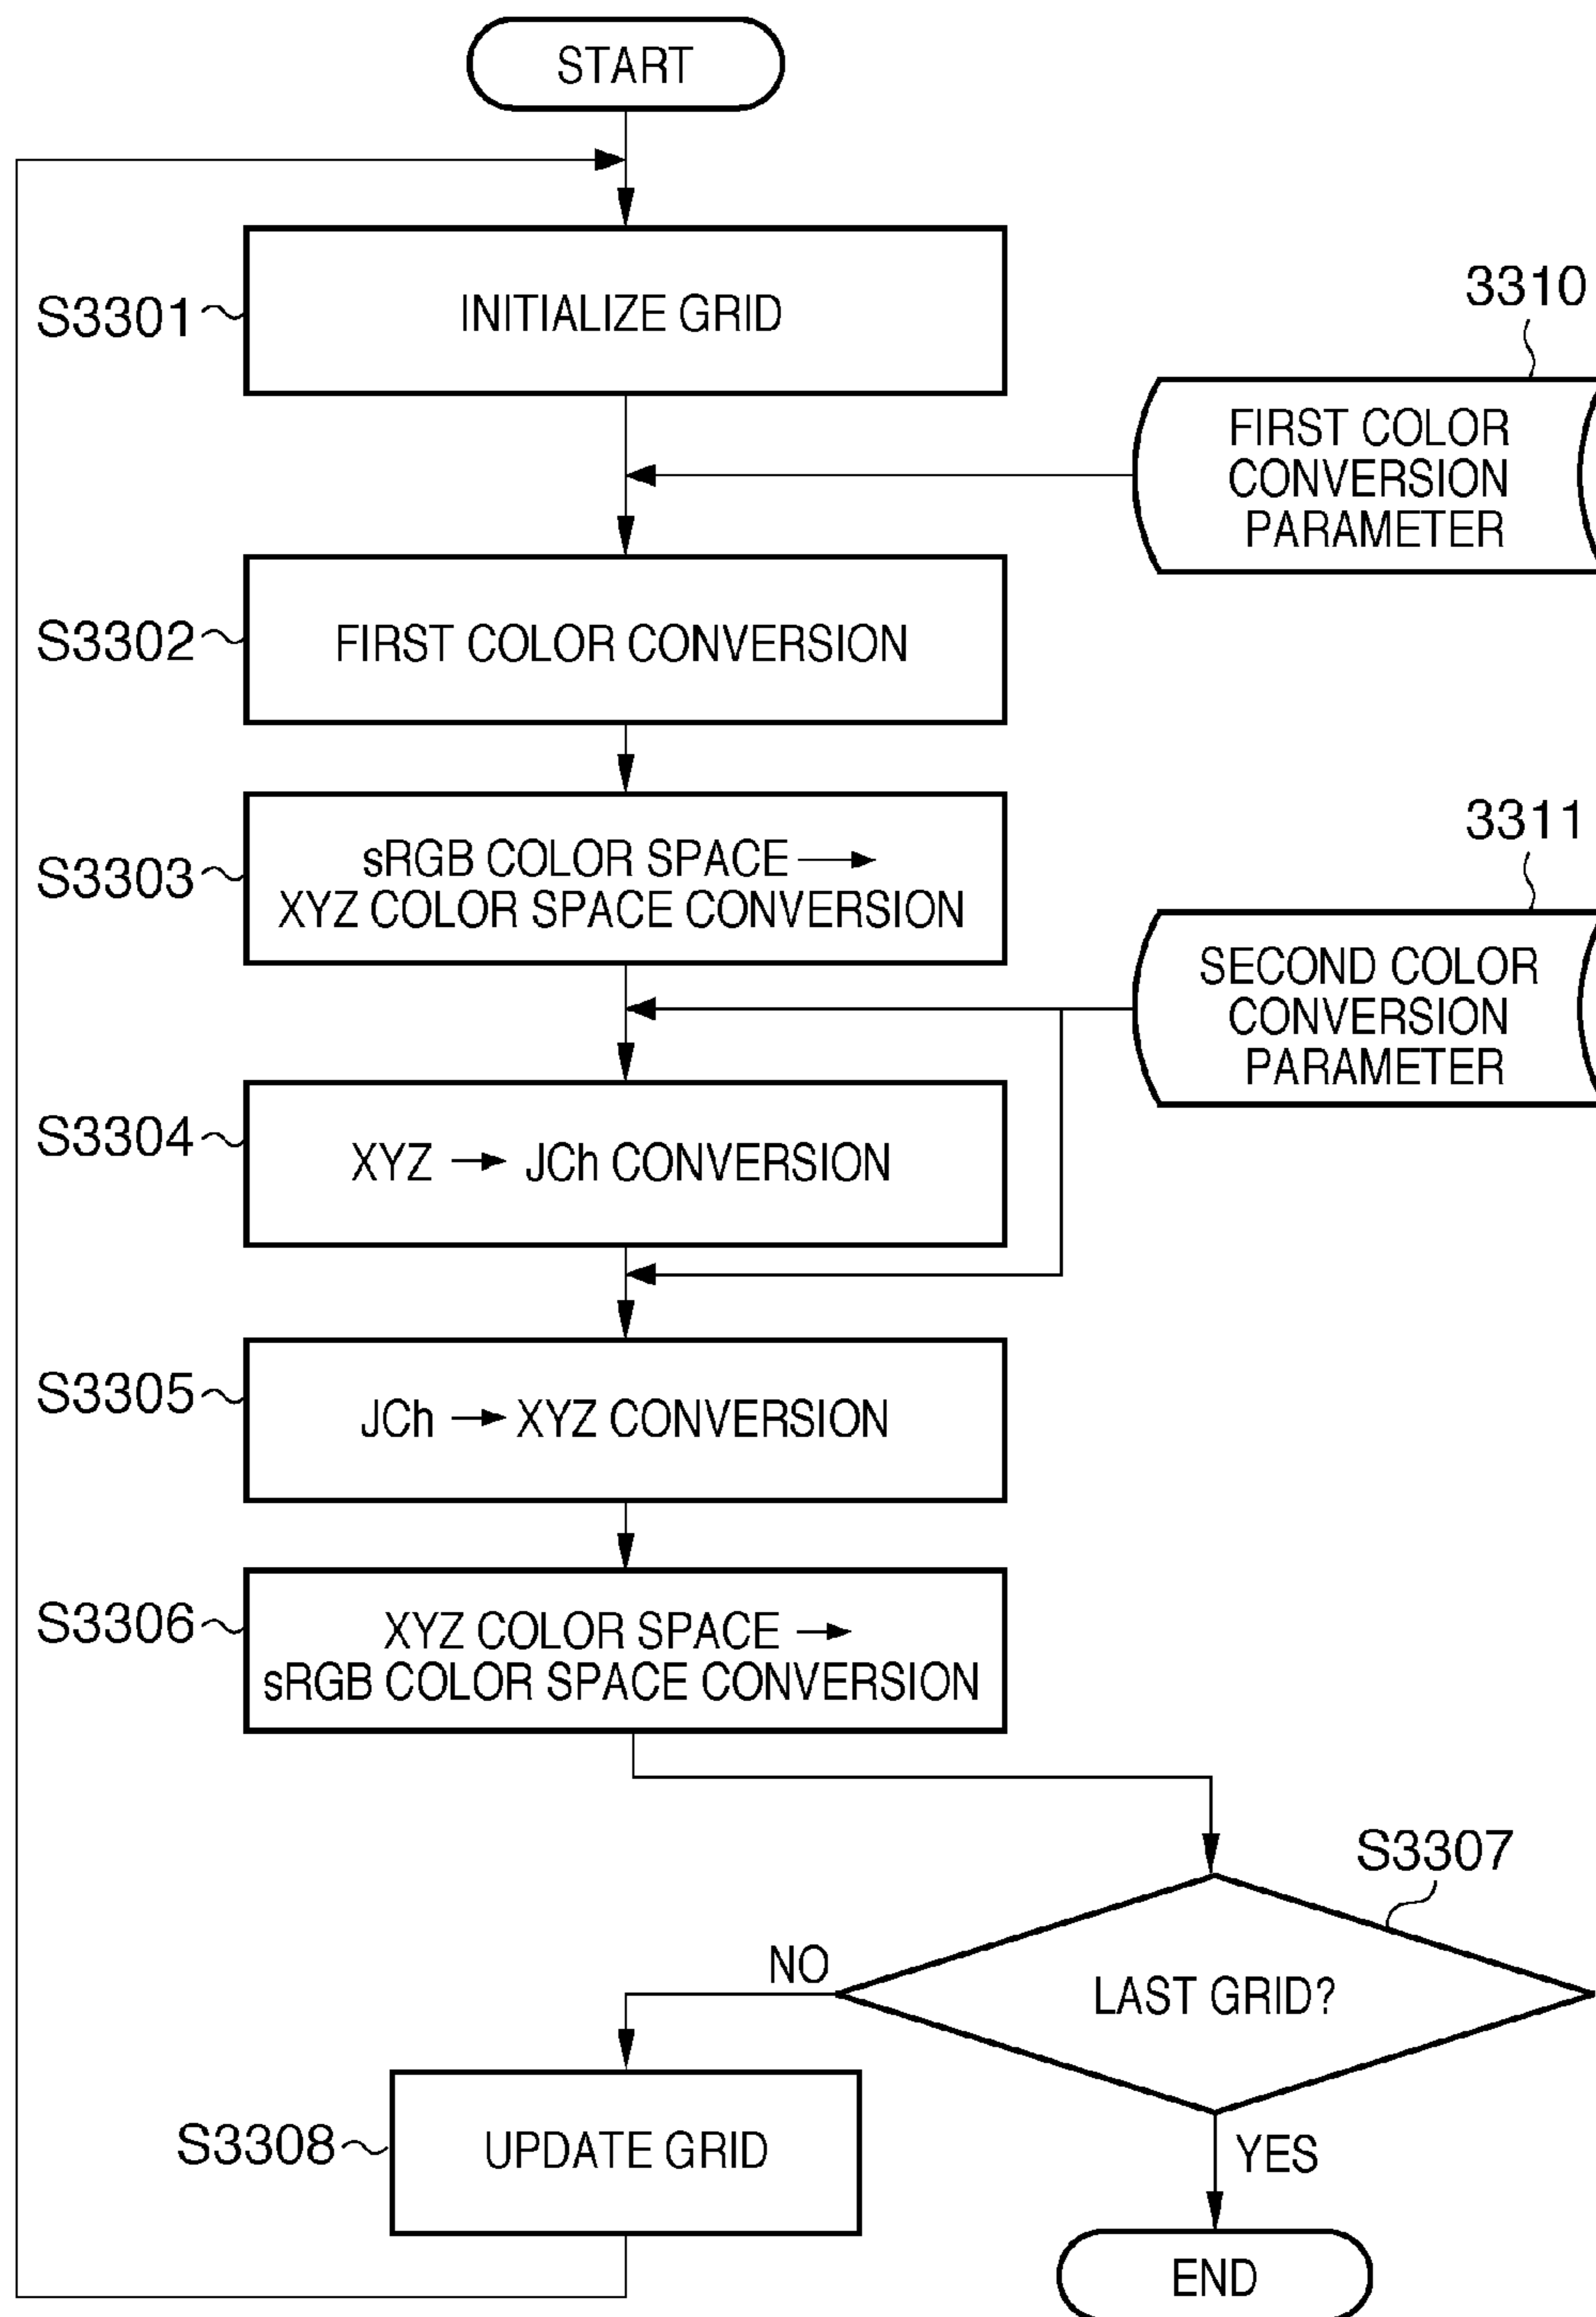 START
S3301
INITIALIZE GRID
3310
FIRST COLOR
CONVERSION
PARAMETER
S3302
FIRST COLOR CONVERSION
S3303
sRGB COLOR SPACE →
XYZ COLOR SPACE CONVERSION
3311
SECOND COLOR
CONVERSION
PARAMETER
S3304
XYZ → JCh CONVERSION
S3305
JCh → XYZ CONVERSION
S3306
XYZ COLOR SPACE →
sRGB COLOR SPACE CONVERSION
S3307
LAST GRID?
NO
S3308
UPDATE GRID
YES
END